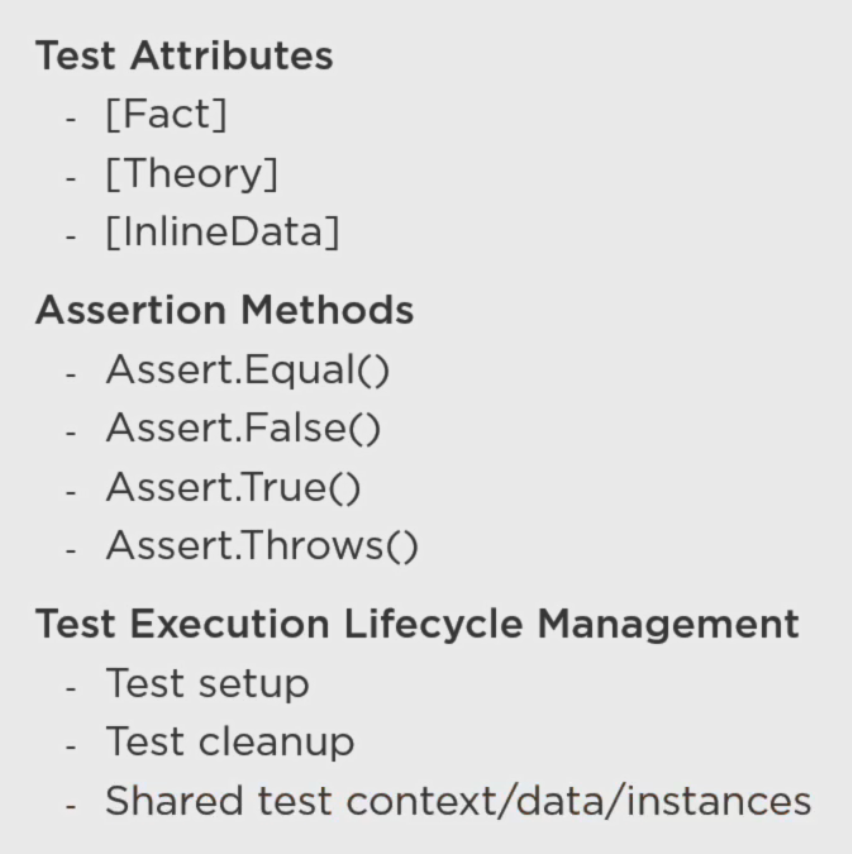 Test Attributes
- [Fact]
- [Theory]
- [InlineData]
Assertion Methods
- Assert.Equal()
- Assert.False()
- Assert.True()
- Assert.Throws()
Test Execution Lifecycle Management
- Test setup
- Test cleanup
- Shared test context/data/instances